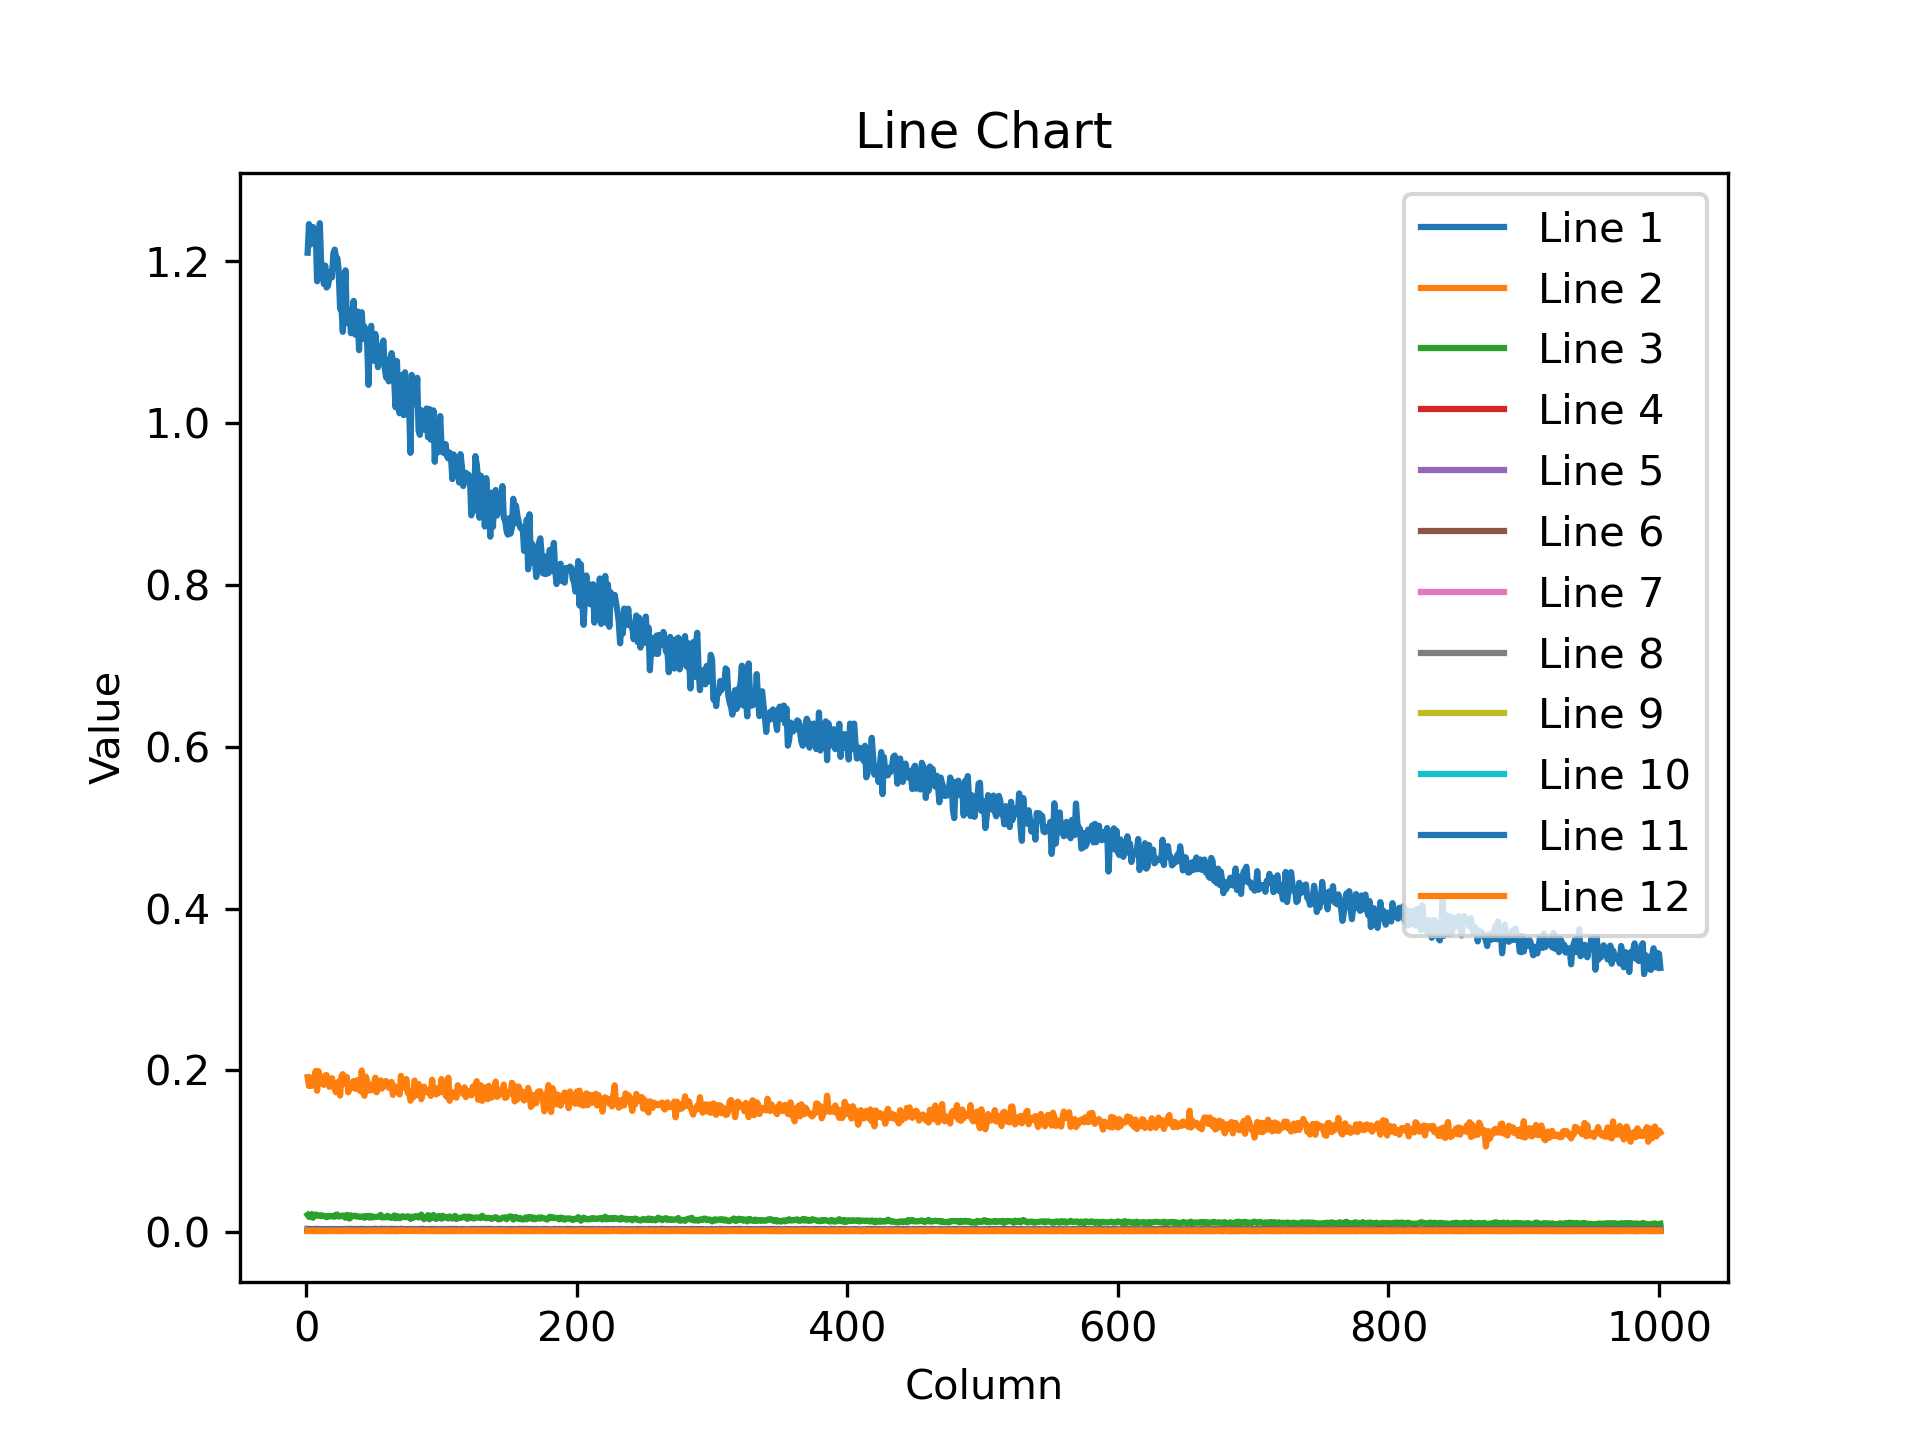 Line Chart
Value
1.2
1.0
0.8
0.6
0.4
0.2
0.0
0
200
400
600
800
1000
Column
Line 1
Line 2
Line 3
Line 4
Line 5
Line 6
Line 7
Line 8
Line 9
Line 10
Line 11
Line 12